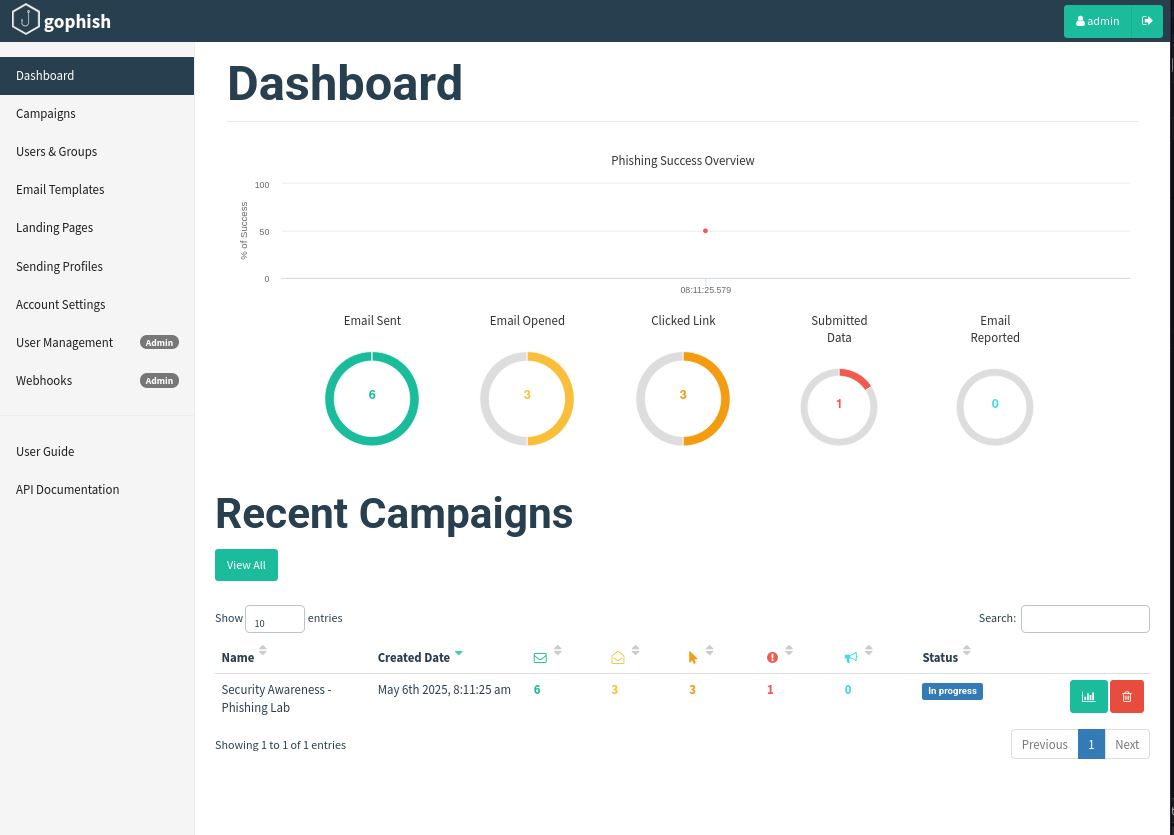 gophish
admin
Dashboard
Campaigns
Users & Groups
Email Templates
Landing Pages
Sending Profiles
Account Settings
User Management Admin
Webhooks Admin
User Guide
API Documentation
Dashboard
Phishing Success Overview
% of Success
100
50
0
08:11:25.579
Email Sent
6
Email Opened
3
Clicked Link
3
Submitted
Data
1
Email
Reported
0
Recent Campaigns
View All
Show 10 entries
Search:
Name Created Date Status
Security Awareness - May 6th 2025, 8:11:25 am 6 3 3 1 0 In progress
Phishing Lab
Showing 1 to 1 of 1 entries
Previous 1 Next